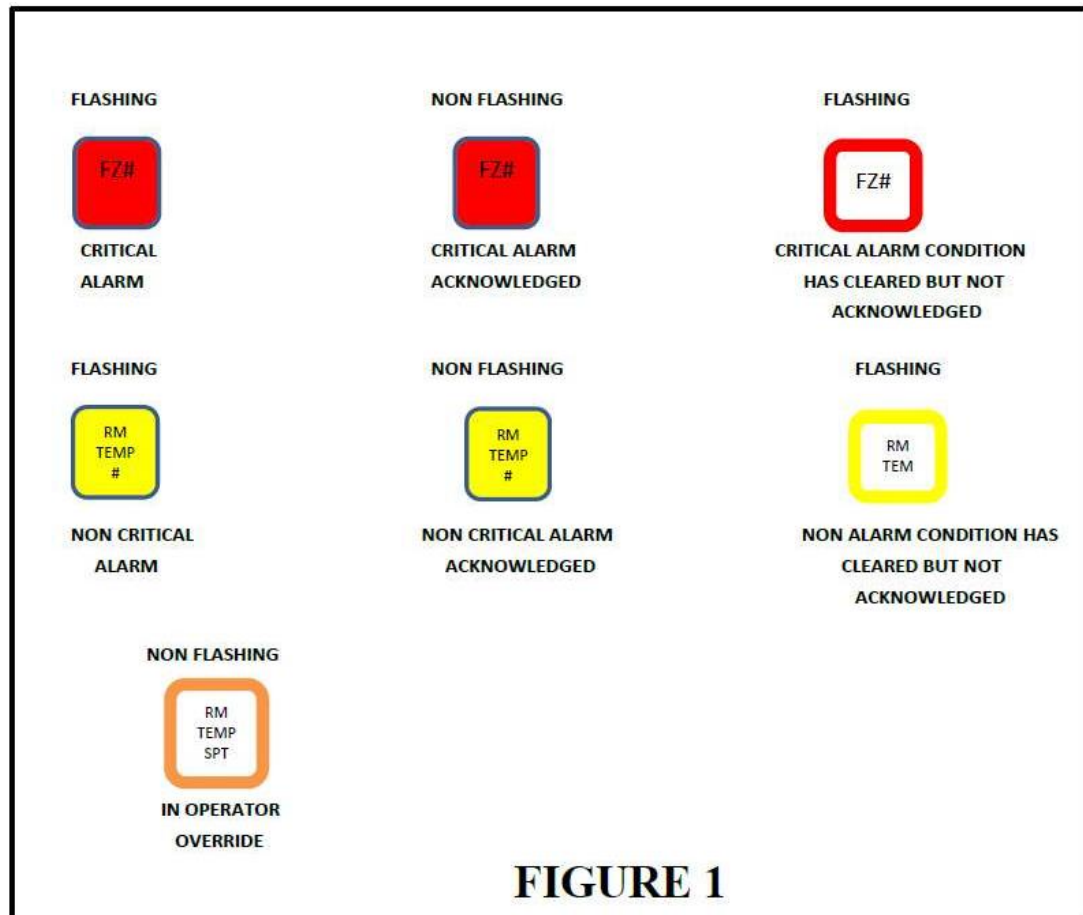 FLASHING
NON FLASHING
FLASHING
FZ#
FZ#
FZ#
CRITICAL
ALARM
CRITICAL ALARM
ACKNOWLEDGED
CRITICAL ALARM CONDITION
HAS CLEARED BUT NOT
ACKNOWLEDGED
FLASHING
NON FLASHING
FLASHING
RM
TEMP
#
RM
TEMP
#
RM
TEM
NON CRITICAL
ALARM
NON CRITICAL ALARM
ACKNOWLEDGED
NON ALARM CONDITION HAS
CLEARED BUT NOT
ACKNOWLEDGED
NON FLASHING
RM
TEMP
SPT
IN OPERATOR
OVERRIDE
FIGURE 1